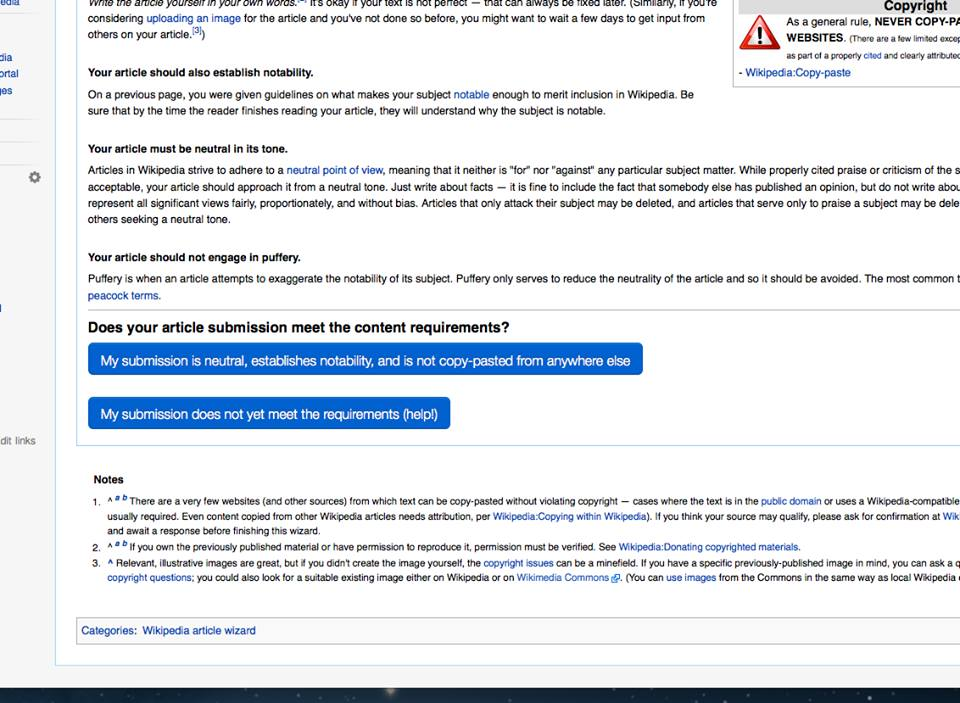 Write the article yourself in your own words.[2] It's okay if your text is not perfect — that can always be fixed later. (Similarly, if you're
considering uploading an image for the article and you've not done so before, you might want to wait a few days to get input from
others on your article.[3])
Your article should also establish notability.
On a previous page, you were given guidelines on what makes your subject notable enough to merit inclusion in Wikipedia. Be
sure that by the time the reader finishes reading your article, they will understand why the subject is notable.
Your article must be neutral in its tone.
Articles in Wikipedia strive to adhere to a neutral point of view, meaning that it neither is "for" nor "against" any particular subject matter. While properly cited praise or criticism of the s
acceptable, your article should approach it from a neutral tone. Just write about facts — it is fine to include the fact that somebody else has published an opinion, but do not write abou
represent all significant views fairly, proportionately, and without bias. Articles that only attack their subject may be deleted, and articles that serve only to praise a subject may be dele
others seeking a neutral tone.
Your article should not engage in puffery.
Puffery is when an article attempts to exaggerate the notability of its subject. Puffery only serves to reduce the neutrality of the article and so it should be avoided. The most common t
peacock terms.
Does your article submission meet the content requirements?
My submission is neutral, establishes notability, and is not copy-pasted from anywhere else
My submission does not yet meet the requirements (help!)
Copyright
As a general rule, NEVER COPY-PA
WEBSITES. (There are a few limited excep
as part of a properly cited and clearly attributed
- Wikipedia:Copy-paste
edia
dia
ortal
ges
dit links
Notes
1. ^ a b There are a very few websites (and other sources) from which text can be copy-pasted without violating copyright — cases where the text is in the public domain or uses a Wikipedia-compatible
usually required. Even content copied from other Wikipedia articles needs attribution, per Wikipedia:Copying within Wikipedia). If you think your source may qualify, please ask for confirmation at Wik
and await a response before finishing this wizard.
2. ^ a b If you own the previously published material or have permission to reproduce it, permission must be verified. See Wikipedia:Donating copyrighted materials.
3. ^ Relevant, illustrative images are great, but if you didn't create the image yourself, the copyright issues can be a minefield. If you have a specific previously-published image in mind, you can ask a q
copyright questions; you could also look for a suitable existing image either on Wikipedia or on Wikimedia Commons. (You can use images from the Commons in the same way as local Wikipedia
Categories: Wikipedia article wizard